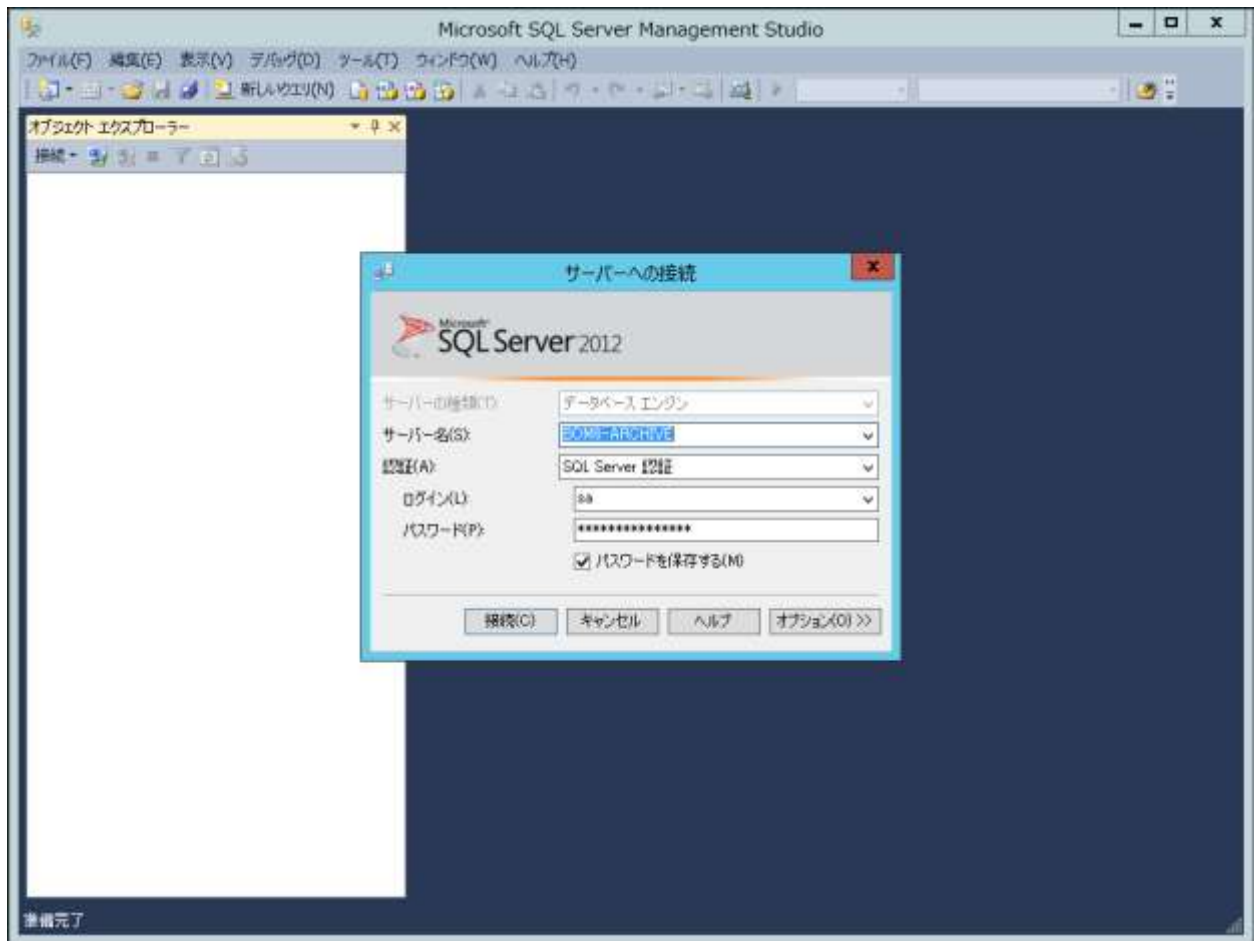 Microsoft SQL Server Management Studio
ファイル(F) 編集(E) 表示(V) デバッグ(D) ツール(T) ウィンドウ(W) ヘルプ(H)
新しいクエリ(N)
オブジェクト エクスプローラー
接続
サーバーへの接続
Microsoft
SQL Server 2012
サーバーの種類(T):
データベース エンジン
サーバー名(S):
BOM8-ARCHIVE
認証(A):
SQL Server 認証
ログイン(L):
sa
パスワード(P):
***************
パスワードを保存する(M)
接続(C) キャンセル ヘルプ オプション(O) >>
準備完了